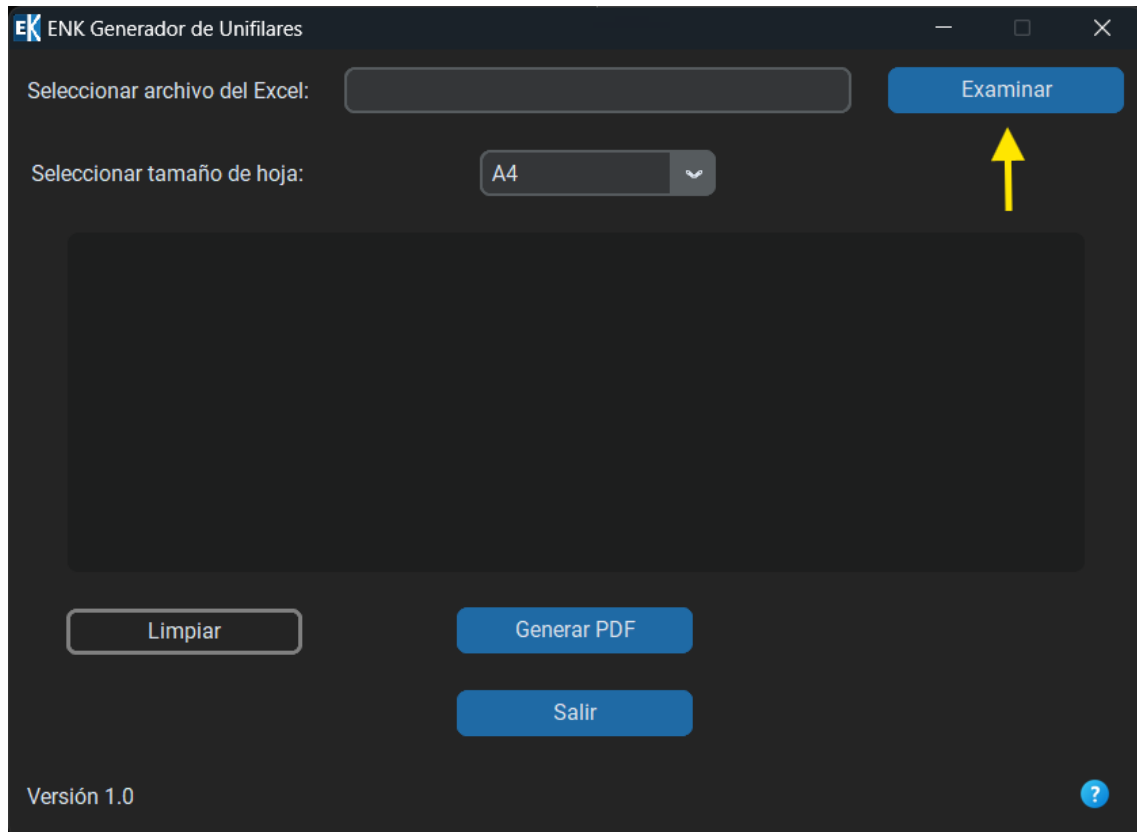 EK ENK Generador de Unifilares
Seleccionar archivo del Excel:
Examinar
Seleccionar tamaño de hoja:
A4
Limpiar
Generar PDF
Salir
Versión 1.0
?